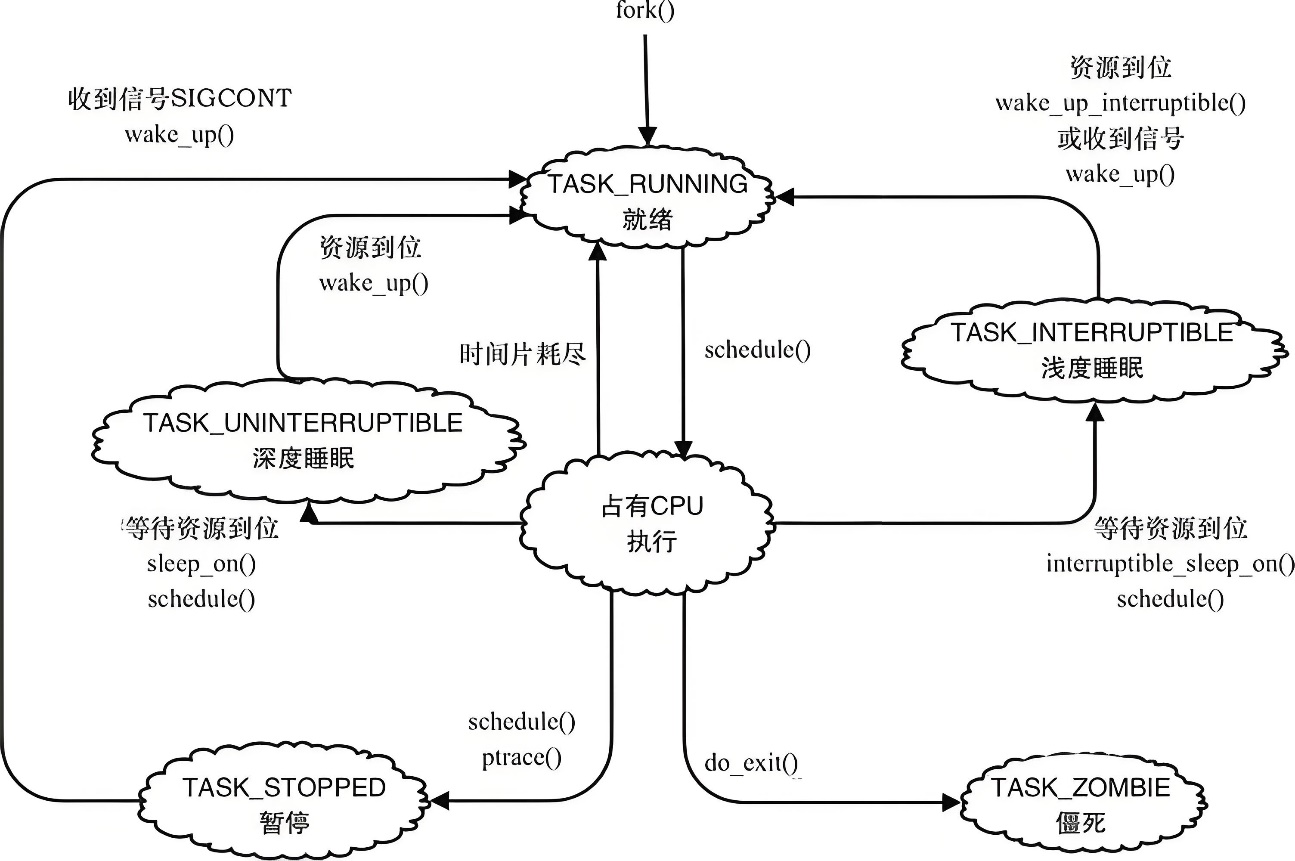 fork()
收到信号SIGCONT
wake_up()
资源到位
wake_up_interruptible()
或收到信号
wake_up()
TASK_RUNNING
就绪
资源到位
wake_up()
时间片耗尽
schedule()
TASK_INTERRUPTIBLE
浅度睡眠
TASK_UNINTERRUPTIBLE
深度睡眠
占有CPU
执行
等待资源到位
sleep_on()
schedule()
等待资源到位
interruptible_sleep_on()
schedule()
schedule()
ptrace()
do_exit()
TASK_STOPPED
暂停
TASK_ZOMBIE
僵死